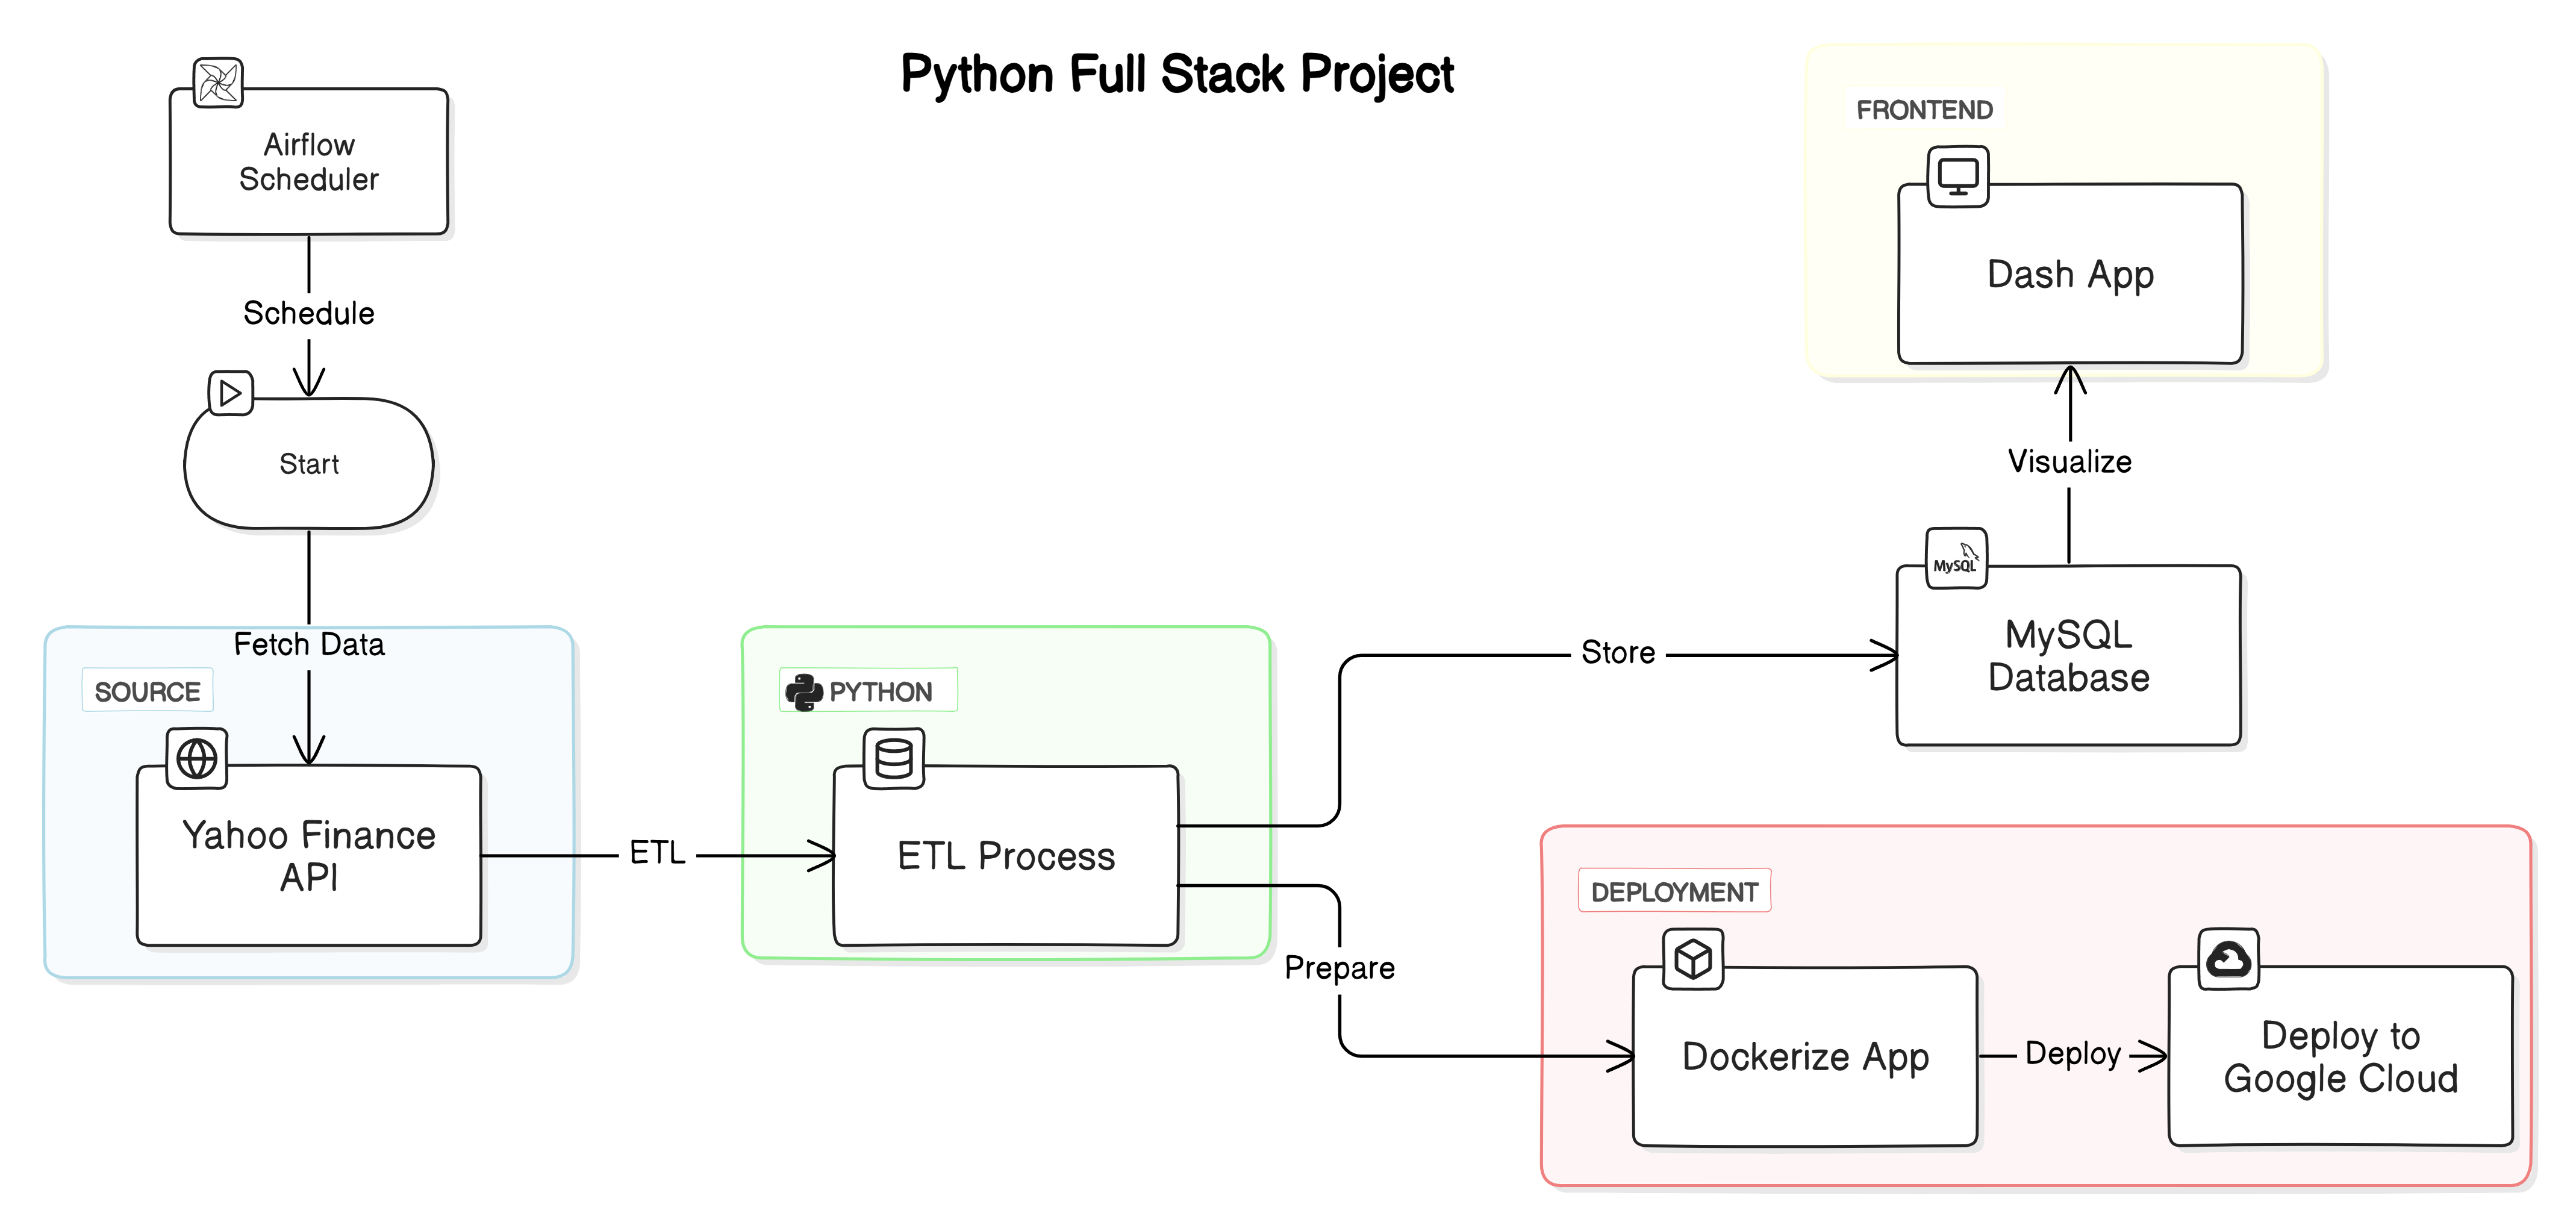 Python Full Stack Project
Airflow
Scheduler
Schedule
Start
Fetch Data
SOURCE
Yahoo Finance
API
ETL
PYTHON
ETL Process
Store
Prepare
FRONTEND
Dash App
Visualize
MySQL
MySQL
Database
DEPLOYMENT
Dockerize App
Deploy
Deploy to
Google Cloud